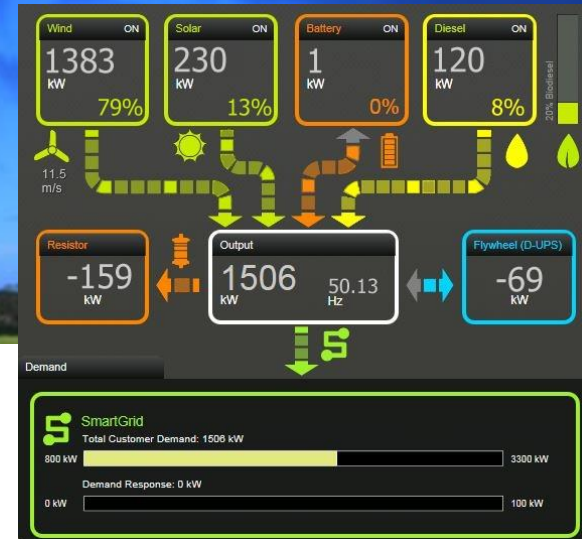 Wind ON
1383
kW
79%
Solar ON
230
kW
13%
Battery ON
1
kW
0%
Diesel ON
120
kW
8%
20% Biodiesel
11.5
m/s
Resistor
-159
kW
Output
1506
kW
50.13
Hz
Flywheel (D-UPS)
-69
kW
Demand
SmartGrid
Total Customer Demand: 1506 kW
800 kW 3300 kW
Demand Response: 0 kW
0 kW 100 kW